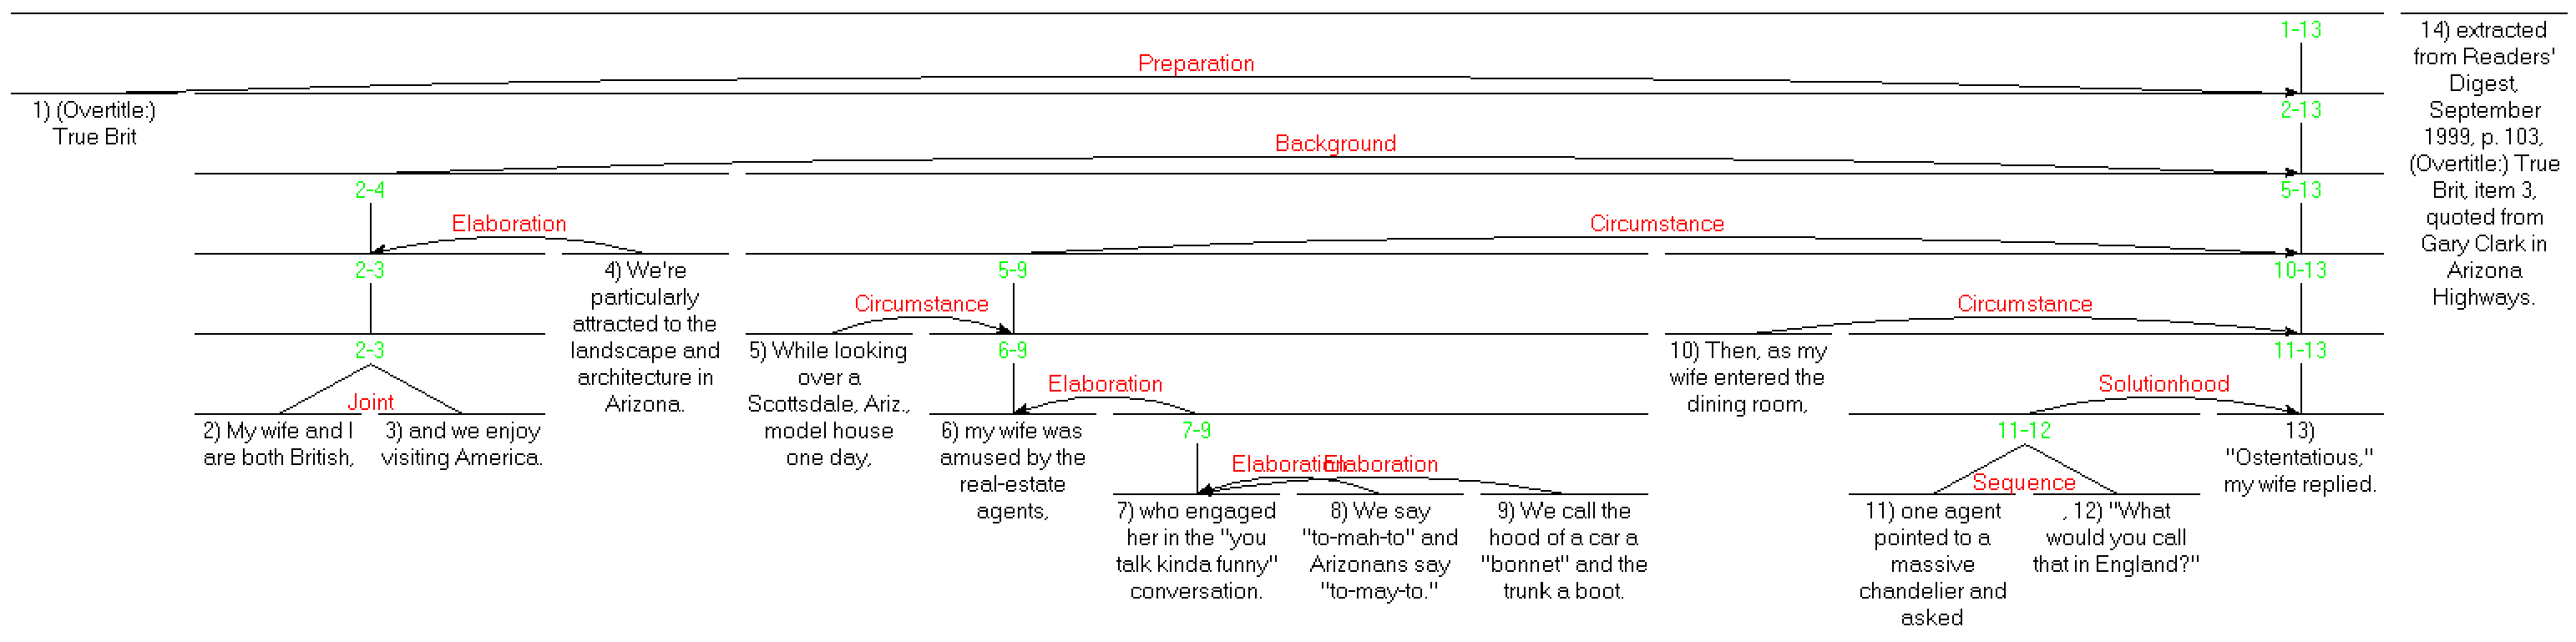 1-13
Preparation
1) (Overtitle:)
True Brit
2-13
Background
2-4
5-13
Elaboration
Circumstance
2-3
4) We're
particularly
attracted to the
landscape and
architecture in
Arizona.
5-9
10-13
Circumstance
Circumstance
2-3
Joint
2) My wife and I
are both British,
3) and we enjoy
visiting America.
5) While looking
over a
Scottsdale, Ariz.,
model house
one day,
6-9
Elaboration
6) my wife was
amused by the
real-estate
agents,
7-9
Elaboration
Elaboration
7) who engaged
her in the "you
talk kinda funny"
conversation.
8) We say
"to-mah-to" and
Arizonans say
"to-may-to."
9) We call the
hood of a car a
"bonnet" and the
trunk a boot.
10) Then, as my
wife entered the
dining room,
11-13
Solutionhood
11-12
Sequence
11) one agent
pointed to a
massive
chandelier and
asked
, 12) "What
would you call
that in England?"
13)
"Ostentatious,"
my wife replied.
14) extracted
from Readers'
Digest,
September
1999, p. 103,
(Overtitle:) True
Brit, item 3,
quoted from
Gary Clark in
Arizona
Highways.